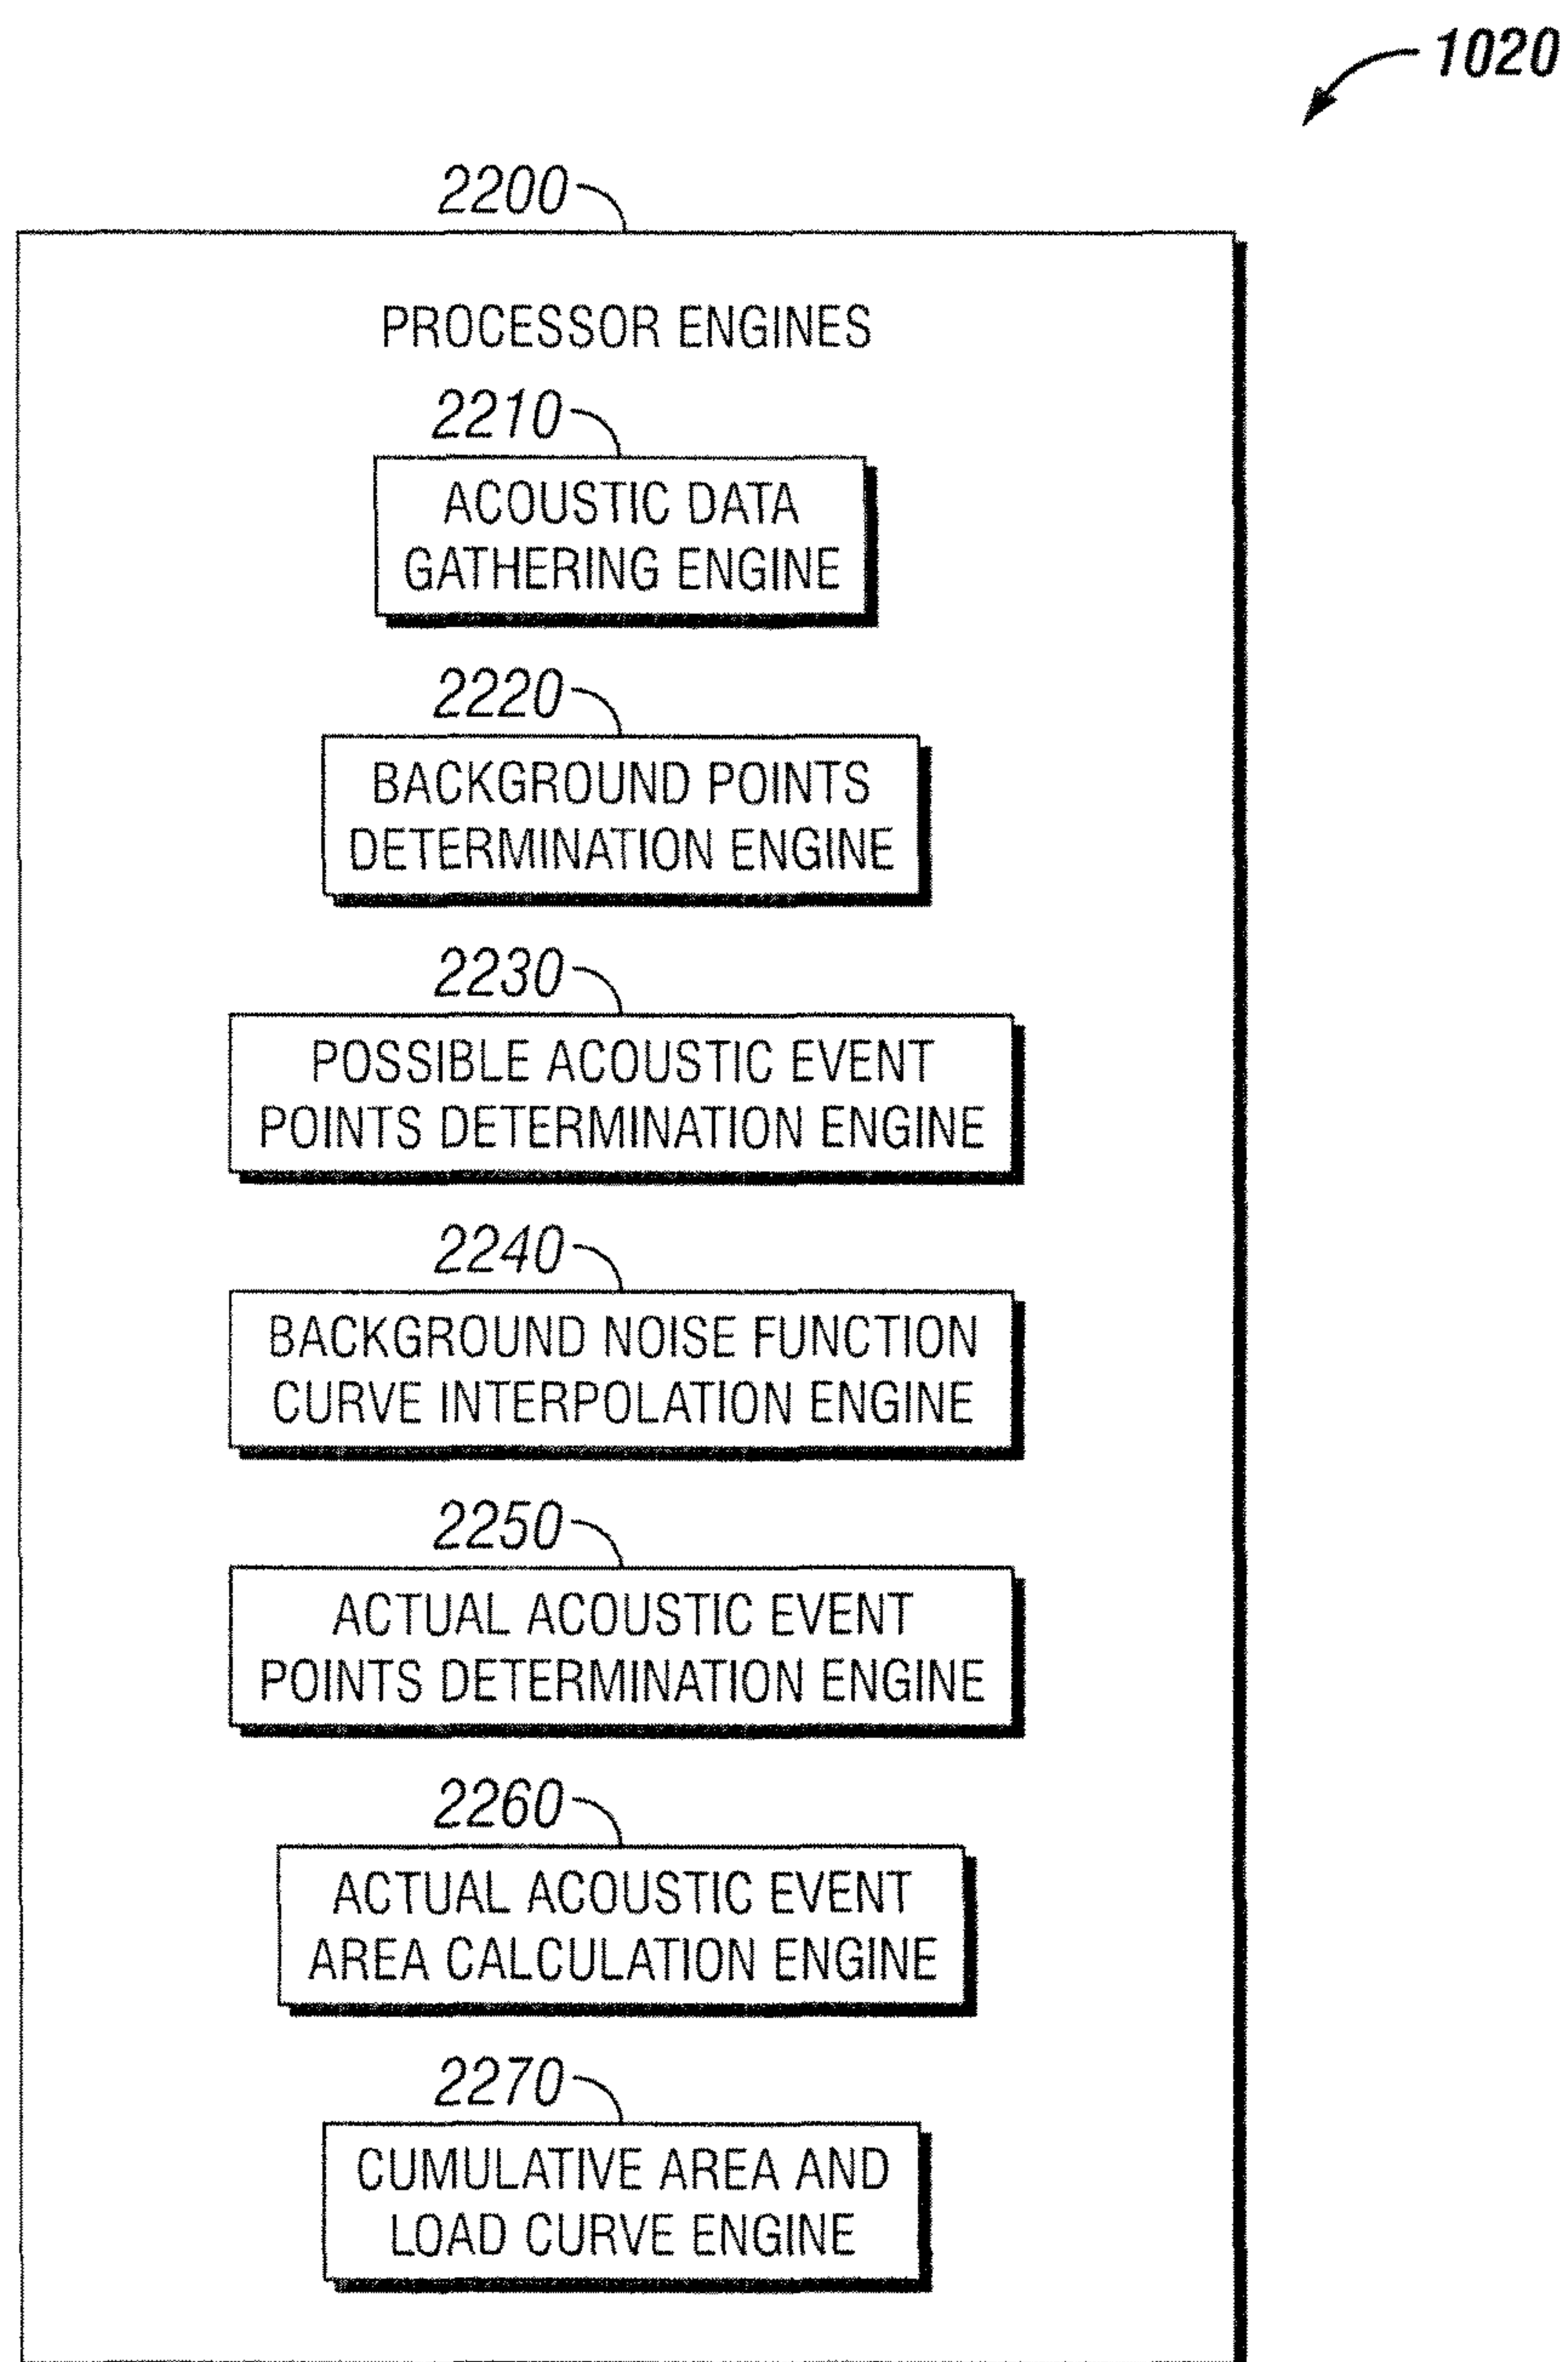 1020
2200
PROCESSOR ENGINES
2210
ACOUSTIC DATA
GATHERING ENGINE
2220
BACKGROUND POINTS
DETERMINATION ENGINE
2230
POSSIBLE ACOUSTIC EVENT
POINTS DETERMINATION ENGINE
2240
BACKGROUND NOISE FUNCTION
CURVE INTERPOLATION ENGINE
2250
ACTUAL ACOUSTIC EVENT
POINTS DETERMINATION ENGINE
2260
ACTUAL ACOUSTIC EVENT
AREA CALCULATION ENGINE
2270
CUMULATIVE AREA AND
LOAD CURVE ENGINE